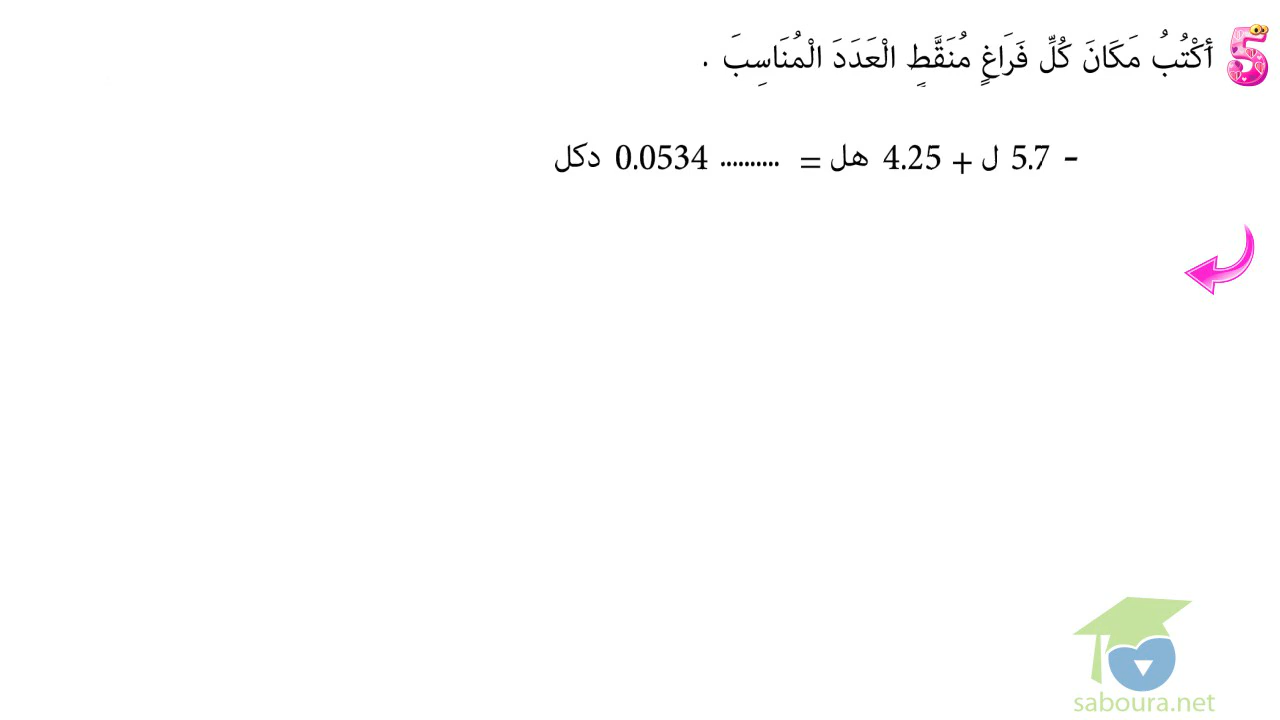 5 أَكْتُبُ مَكَانَ كُلِّ فَرَاغٍ مُنَقَّطٍ الْعَدَدَ الْمُنَاسِبَ .
- 5.7 ل + 4.25 هل = .......... 0.0534 دكل
saboura.net